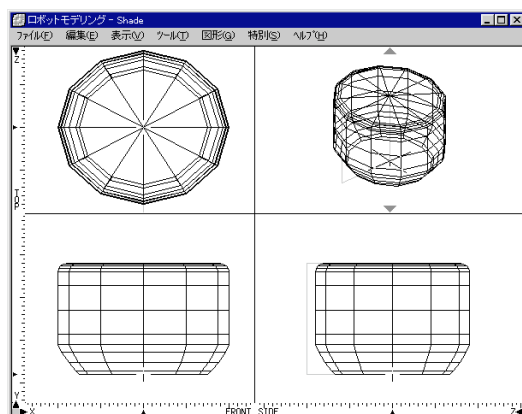 ロボットモデリング - Shade
ファイル(F) 編集(E) 表示(V) ツール(T) 図形(G) 特別(S) ヘルプ(H)
Z
TOP
Y
X FRONT SIDE Z